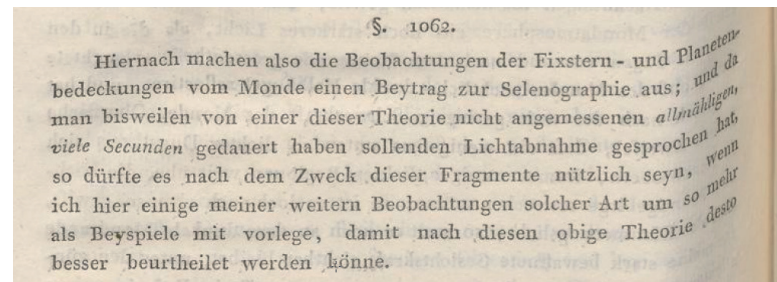 §. 1062.
Hiernach machen also die Beobachtungen der Fixstern- und Planeten-
bedeckungen vom Monde einen Beytrag zur Selenographie aus; und da
man bisweilen von einer dieser Theorie nicht angemessenen allmähligen,
viele Secunden gedauert haben sollenden Lichtabnahme gesprochen hat,
so dürfte es nach dem Zweck dieser Fragmente nützlich seyn, wenn
ich hier einige meiner weitern Beobachtungen solcher Art um so mehr
als Beyspiele mit vorlege, damit nach diesen obige Theorie desto
besser beurtheilet werden könne.